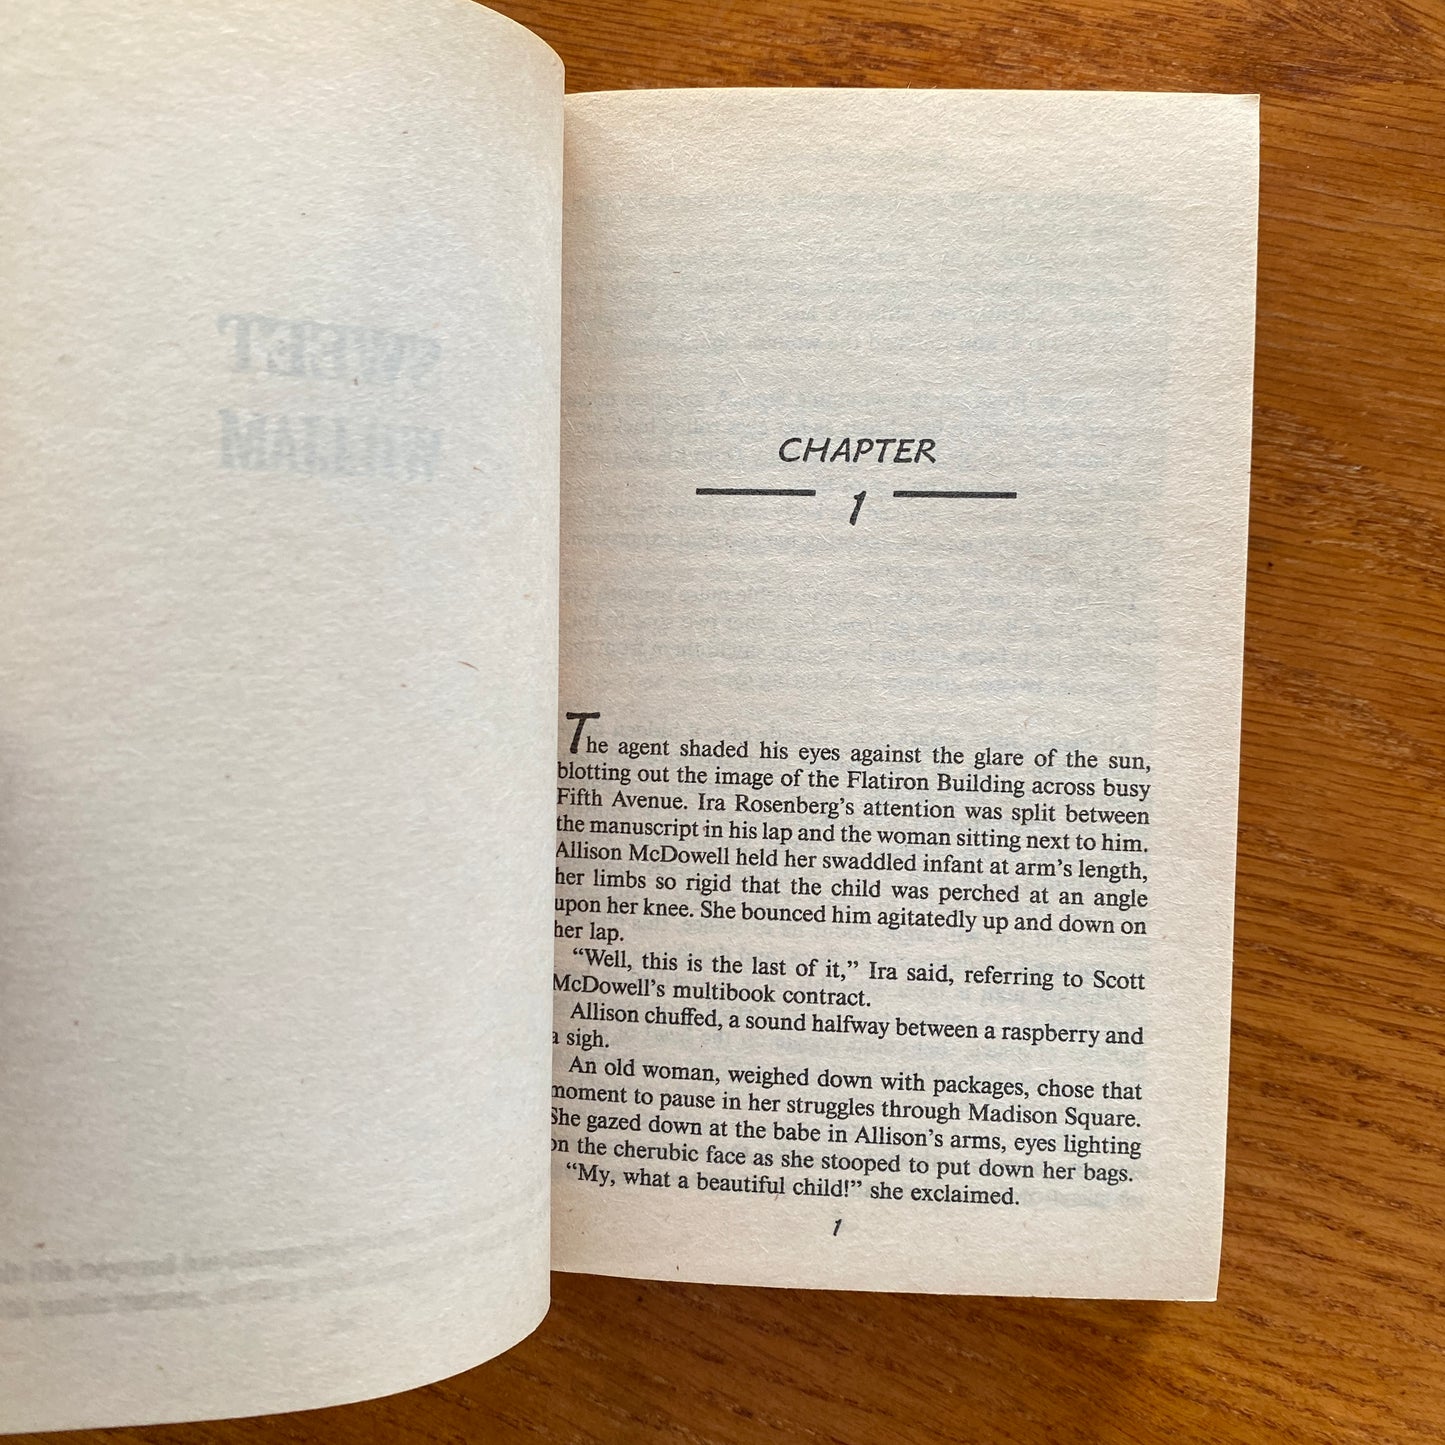 SWEET
WILLIAM
CHAPTER
1
The agent shaded his eyes against the glare of the sun,
blotting out the image of the Flatiron Building across busy
Fifth Avenue. Ira Rosenberg’s attention was split between
the manuscript in his lap and the woman sitting next to him.
Allison McDowell held her swaddled infant at arm’s length,
her limbs so rigid that the child was perched at an angle
upon her knee. She bounced him agitatedly up and down on
her lap.
“Well, this is the last of it,” Ira said, referring to Scott
McDowell’s multibook contract.
Allison chuffed, a sound halfway between a raspberry and
a sigh.
An old woman, weighed down with packages, chose that
moment to pause in her struggles through Madison Square.
She gazed down at the babe in Allison’s arms, eyes lighting
on the cherubic face as she stooped to put down her bags.
“My, what a beautiful child!” she exclaimed.
1